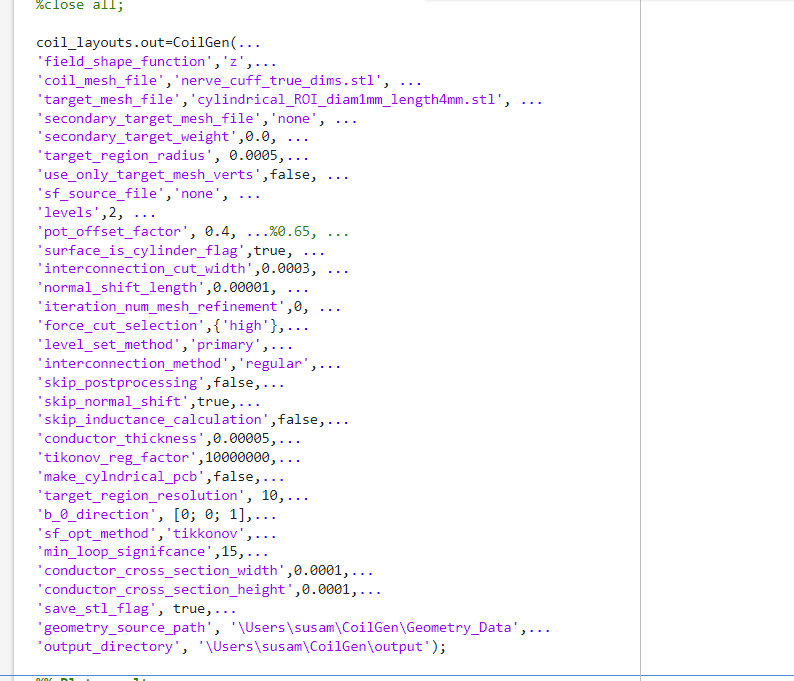 %close all;
coil_layouts.out=CoilGen(...
'field_shape_function','z',...
'coil_mesh_file','nerve_cuff_true_dims.stl', ...
'target_mesh_file','cylindrical_ROI_diam1mm_length4mm.stl', ...
'secondary_target_mesh_file','none', ...
'secondary_target_weight',0.0, ...
'target_region_radius', 0.0005,...
'use_only_target_mesh_verts',false, ...
'sf_source_file','none', ...
'levels',2, ...
'pot_offset_factor', 0.4, ...%0.65, ...
'surface_is_cylinder_flag',true, ...
'interconnection_cut_width',0.0003, ...
'normal_shift_length',0.00001, ...
'iteration_num_mesh_refinement',0, ...
'force_cut_selection',{'high'},...
'level_set_method','primary',...
'interconnection_method','regular',...
'skip_postprocessing',false,...
'skip_normal_shift',true,...
'skip_inductance_calculation',false,...
'conductor_thickness',0.00005,...
'tikonov_reg_factor',10000000,...
'make_cylndrical_pcb',false,...
'target_region_resolution', 10,...
'b_0_direction', [0; 0; 1],...
'sf_opt_method','tikkonov',...
'min_loop_signifcance',15,...
'conductor_cross_section_width',0.0001,...
'conductor_cross_section_height',0.0001,...
'save_stl_flag', true,...
'geometry_source_path', '\Users\susam\CoilGen\Geometry_Data',...
'output_directory', '\Users\susam\CoilGen\output');